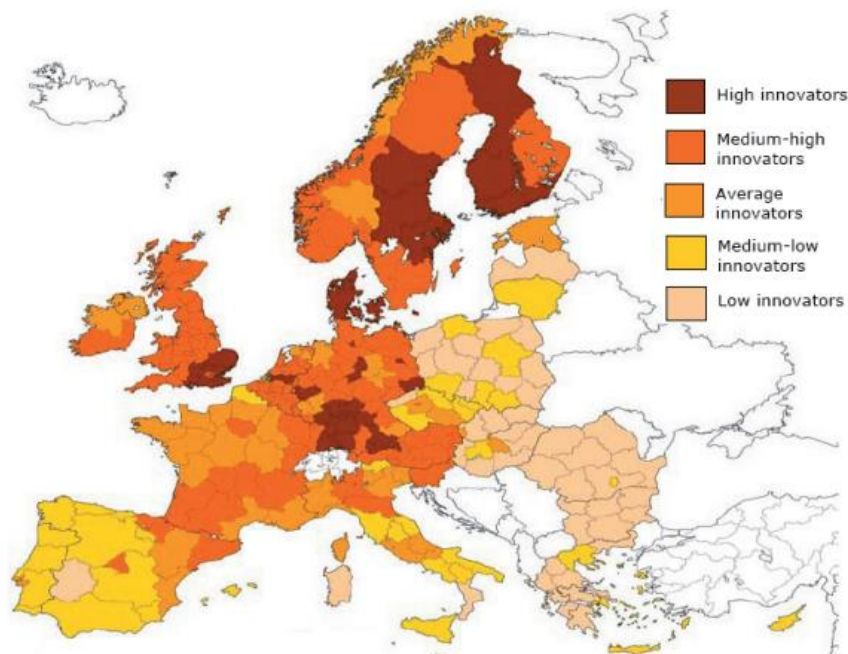 High innovators
Medium-high
innovators
Average
innovators
Medium-low
innovators
Low innovators